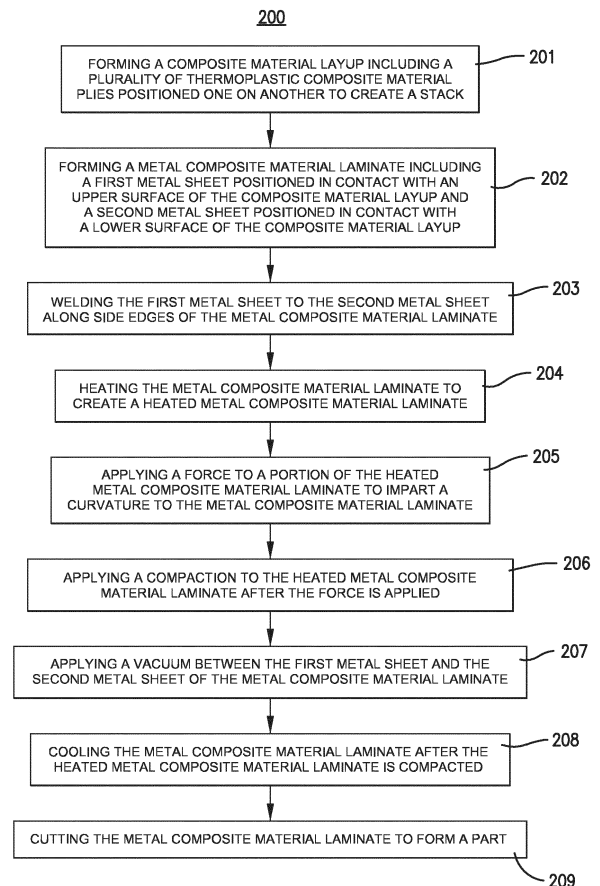 200
FORMING A COMPOSITE MATERIAL LAYUP INCLUDING A
PLURALITY OF THERMOPLASTIC COMPOSITE MATERIAL
PLIES POSITIONED ONE ON ANOTHER TO CREATE A STACK
201
FORMING A METAL COMPOSITE MATERIAL LAMINATE INCLUDING
A FIRST METAL SHEET POSITIONED IN CONTACT WITH AN
UPPER SURFACE OF THE COMPOSITE MATERIAL LAYUP AND
A SECOND METAL SHEET POSITIONED IN CONTACT WITH
A LOWER SURFACE OF THE COMPOSITE MATERIAL LAYUP
202
WELDING THE FIRST METAL SHEET TO THE SECOND METAL SHEET
ALONG SIDE EDGES OF THE METAL COMPOSITE MATERIAL LAMINATE
203
HEATING THE METAL COMPOSITE MATERIAL LAMINATE TO
CREATE A HEATED METAL COMPOSITE MATERIAL LAMINATE
204
APPLYING A FORCE TO A PORTION OF THE HEATED
METAL COMPOSITE MATERIAL LAMINATE TO IMPART A
CURVATURE TO THE METAL COMPOSITE MATERIAL LAMINATE
205
APPLYING A COMPACTION TO THE HEATED METAL COMPOSITE
MATERIAL LAMINATE AFTER THE FORCE IS APPLIED
206
APPLYING A VACUUM BETWEEN THE FIRST METAL SHEET AND THE
SECOND METAL SHEET OF THE METAL COMPOSITE MATERIAL LAMINATE
207
COOLING THE METAL COMPOSITE MATERIAL LAMINATE AFTER THE
HEATED METAL COMPOSITE MATERIAL LAMINATE IS COMPACTED
208
CUTTING THE METAL COMPOSITE MATERIAL LAMINATE TO FORM A PART
209